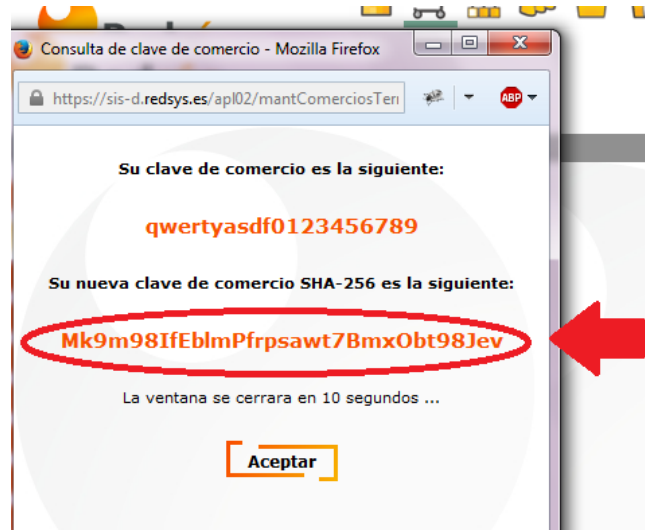 Consulta de clave de comercio - Mozilla Firefox
https://sis-d.redsys.es/apl02/mantComerciosTeri
ABP
Su clave de comercio es la siguiente:
qwertyasdf0123456789
Su nueva clave de comercio SHA-256 es la siguiente:
Mk9m98IfEblmPfrpsawt7BmxObt98Jev
La ventana se cerrara en 10 segundos ...
Aceptar